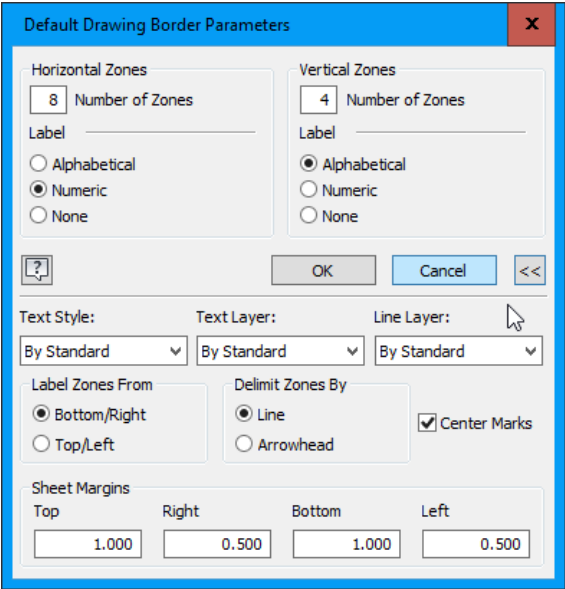 Default Drawing Border Parameters x
Horizontal Zones Vertical Zones
8 Number of Zones 4 Number of Zones
Label Label
Alphabetical Alphabetical
Numeric Numeric
None None
? OK Cancel <<
Text Style: Text Layer: Line Layer:
By Standard By Standard By Standard
Label Zones From Delimit Zones By
Bottom/Right Line Center Marks
Top/Left Arrowhead
Sheet Margins
Top Right Bottom Left
1.000 0.500 1.000 0.500